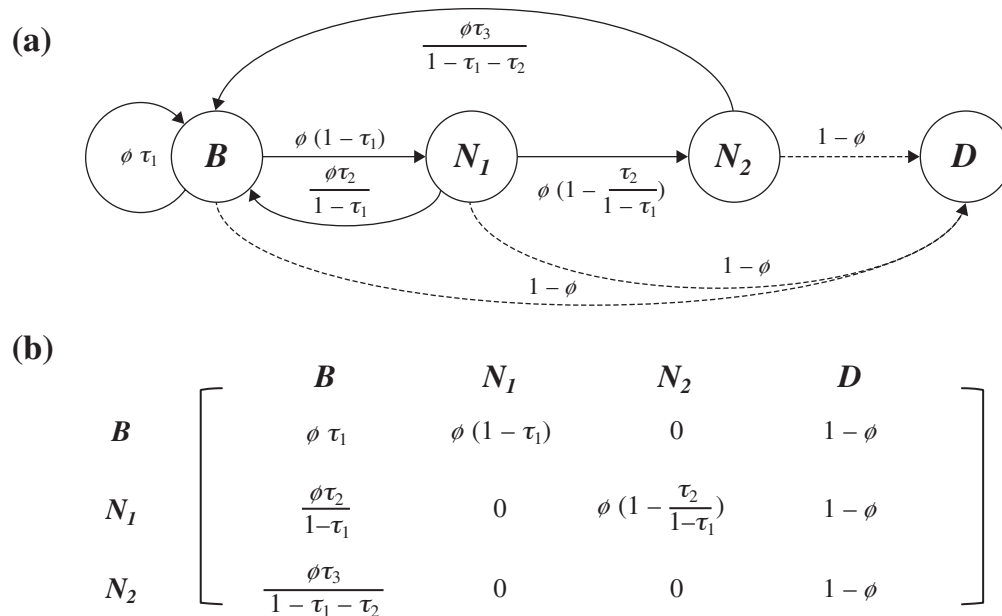 (a)
ϕτ₃ / (1 – τ₁ – τ₂)
ϕ τ₁
B
ϕ (1 – τ₁)
ϕτ₂ / (1 – τ₁)
N₁
ϕ (1 – τ₂ / (1 – τ₁))
N₂
1 – ϕ
D
1 – ϕ
1 – ϕ
(b)
B N₁ N₂ D
B ϕ τ₁ ϕ (1 – τ₁) 0 1 – ϕ
N₁ ϕτ₂ / (1–τ₁) 0 ϕ (1 – τ₂ / (1–τ₁)) 1 – ϕ
N₂ ϕτ₃ / (1 – τ₁ – τ₂) 0 0 1 – ϕ